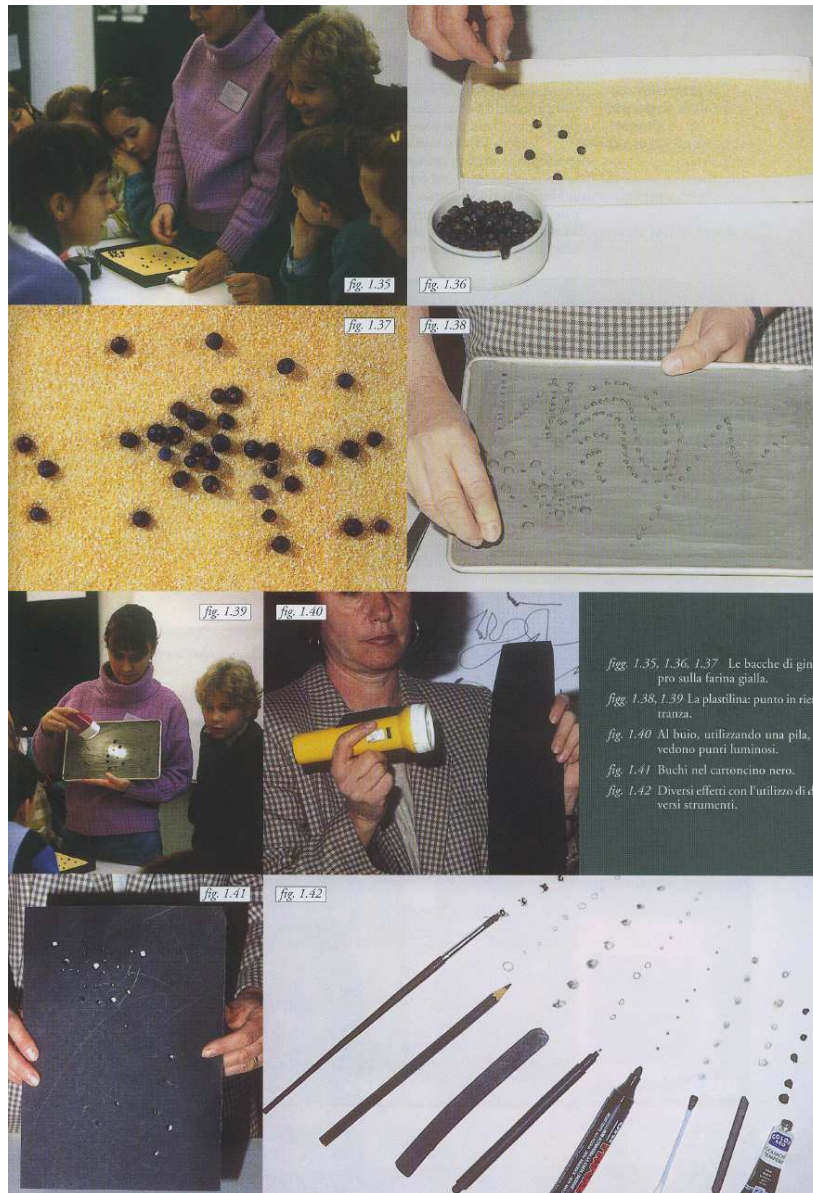 fig. 1.35
fig. 1.36
fig. 1.37
fig. 1.38
fig. 1.39
fig. 1.40
figg. 1.35, 1.36, 1.37 Le bacche di gin
pro sulla farina gialla.
figg. 1.38, 1.39 La plastilina: punto in rien
tranza.
fig. 1.40 Al buio, utilizzando una pila,
vedono punti luminosi.
fig. 1.41 Buchi nel cartoncino nero.
fig. 1.42 Diversi effetti con l'utilizzo di d
versi strumenti.
fig. 1.41
fig. 1.42